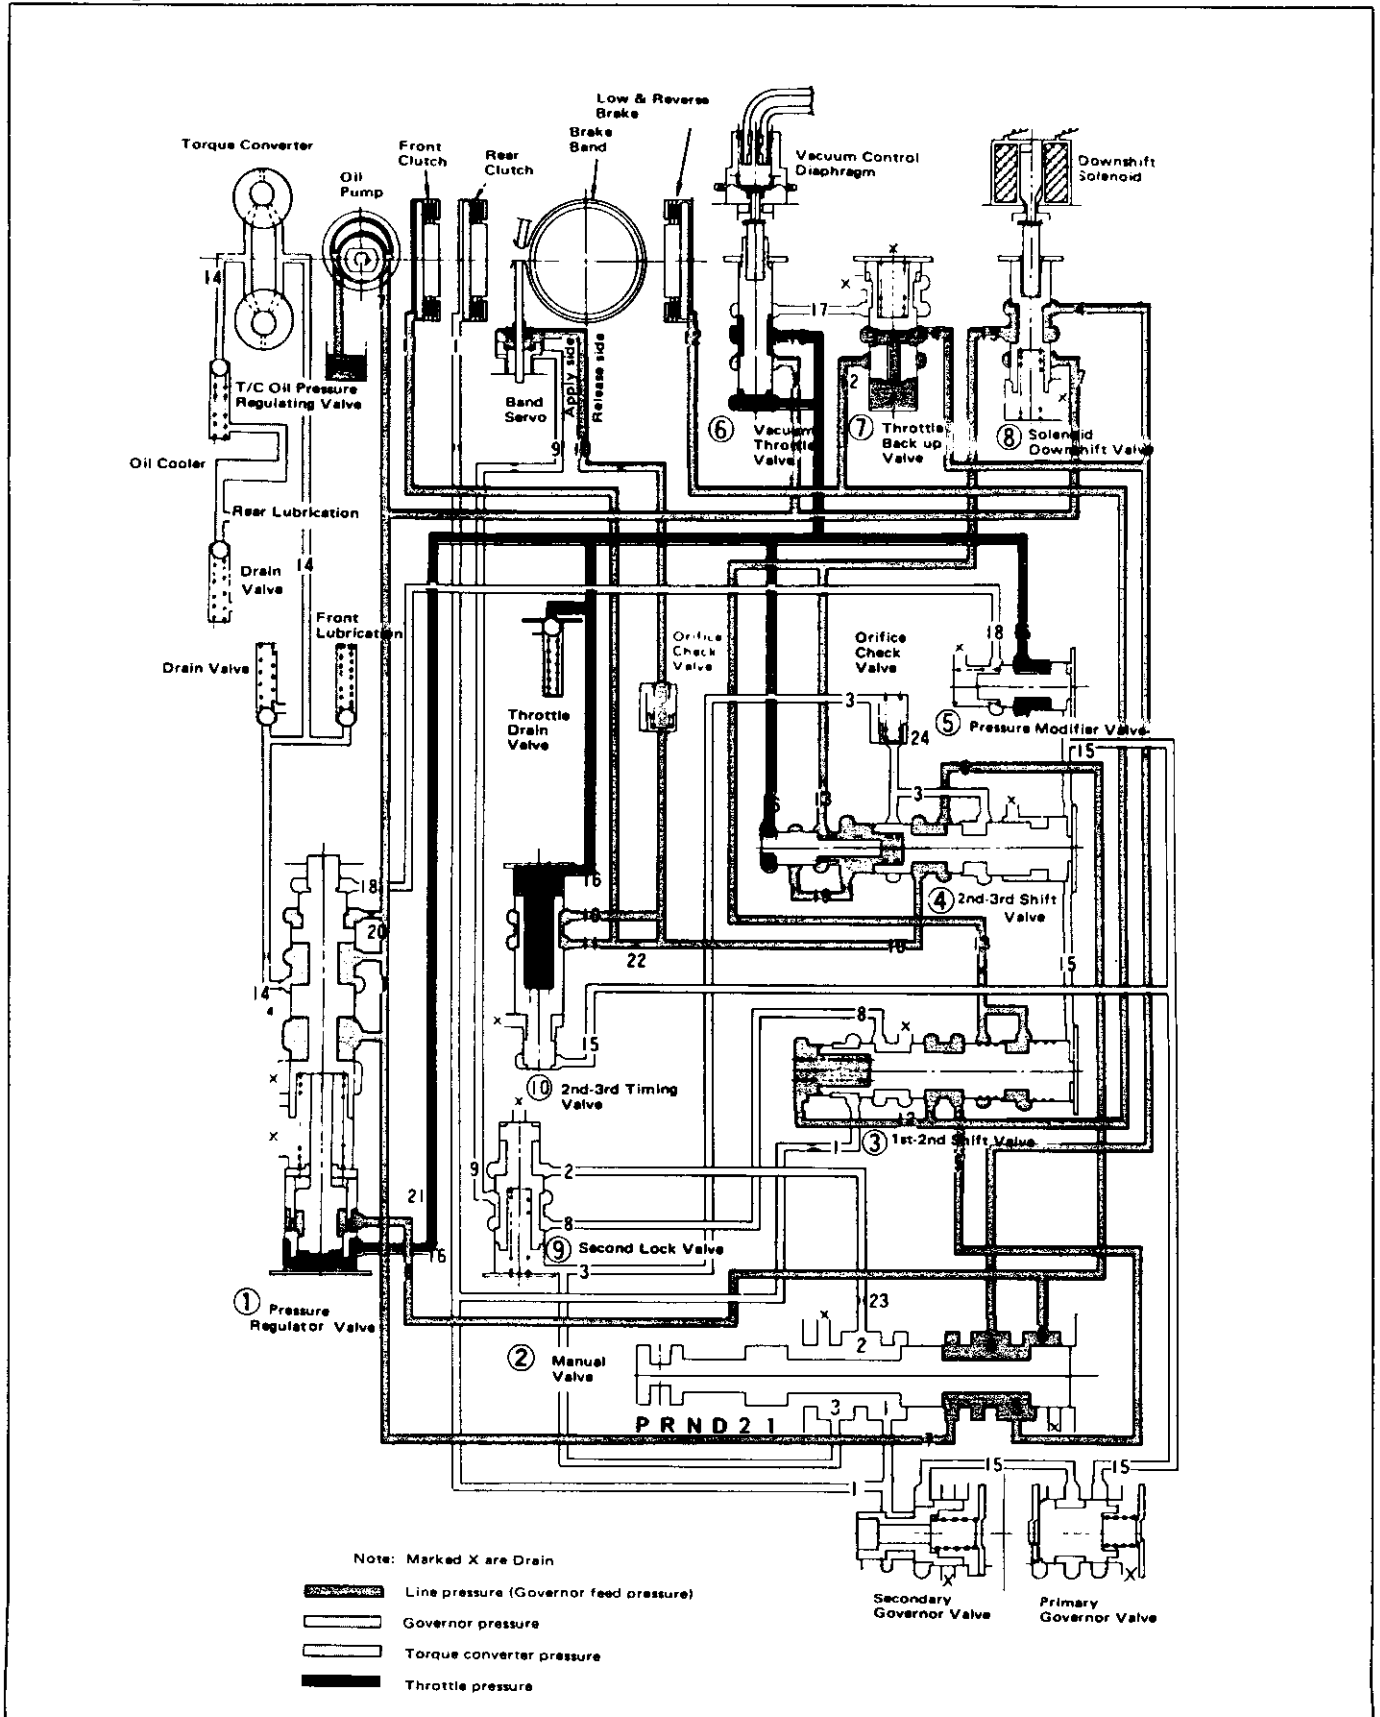 Low & Reverse
Brake
Brake
Band
Torque Converter
Front
Clutch
Rear
Clutch
Oil
Pump
Vacuum Control
Diaphragm
Downshift
Solenoid
14
7
17
4
13
12
2
T/C Oil Pressure
Regulating Valve
Band
Servo
Apply side
Release side
6 Vacuum
Throttle
Valve
7 Throttle
Back up
Valve
8 Solenoid
Downshift Valve
Oil Cooler
9
Rear Lubrication
Drain
Valve
14
Front
Lubrication
Drain Valve
Orifice
Check
Valve
Orifice
Check
Valve
18
Throttle
Drain
Valve
3
24
5 Pressure Modifier Valve
15
3
13
18
16
4 2nd-3rd Shift
Valve
20
22
10
15
14
8
15
10 2nd-3rd Timing
Valve
12
3 1st-2nd Shift Valve
1
9
2
21
8
9 Second Lock Valve
16
3
23
1 Pressure
Regulator Valve
2 Manual
Valve
2
3
1
P R N D 2 1
7
15
15
1
Note: Marked X are Drain
Line pressure (Governor feed pressure)
Governor pressure
Torque converter pressure
Throttle pressure
Secondary
Governor Valve
Primary
Governor Valve